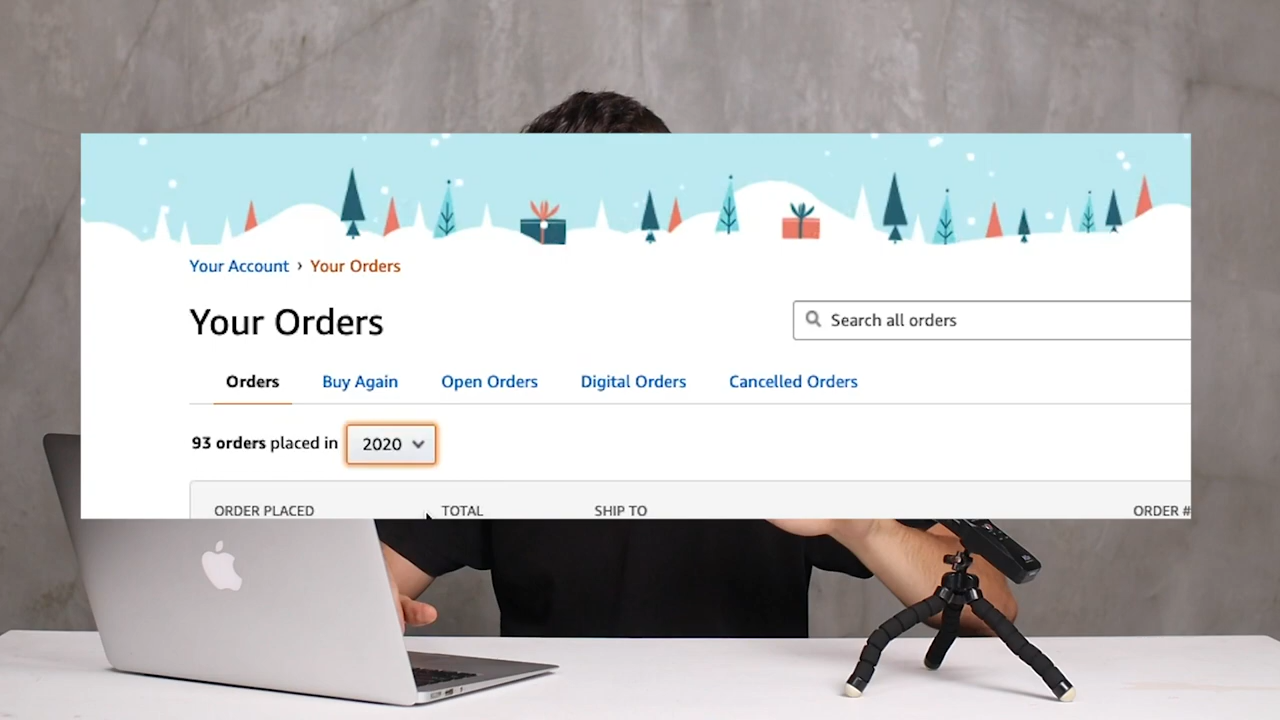 Your Account › Your Orders
Your Orders
Search all orders
Orders Buy Again Open Orders Digital Orders Cancelled Orders
93 orders placed in 2020
ORDER PLACED TOTAL SHIP TO ORDER #